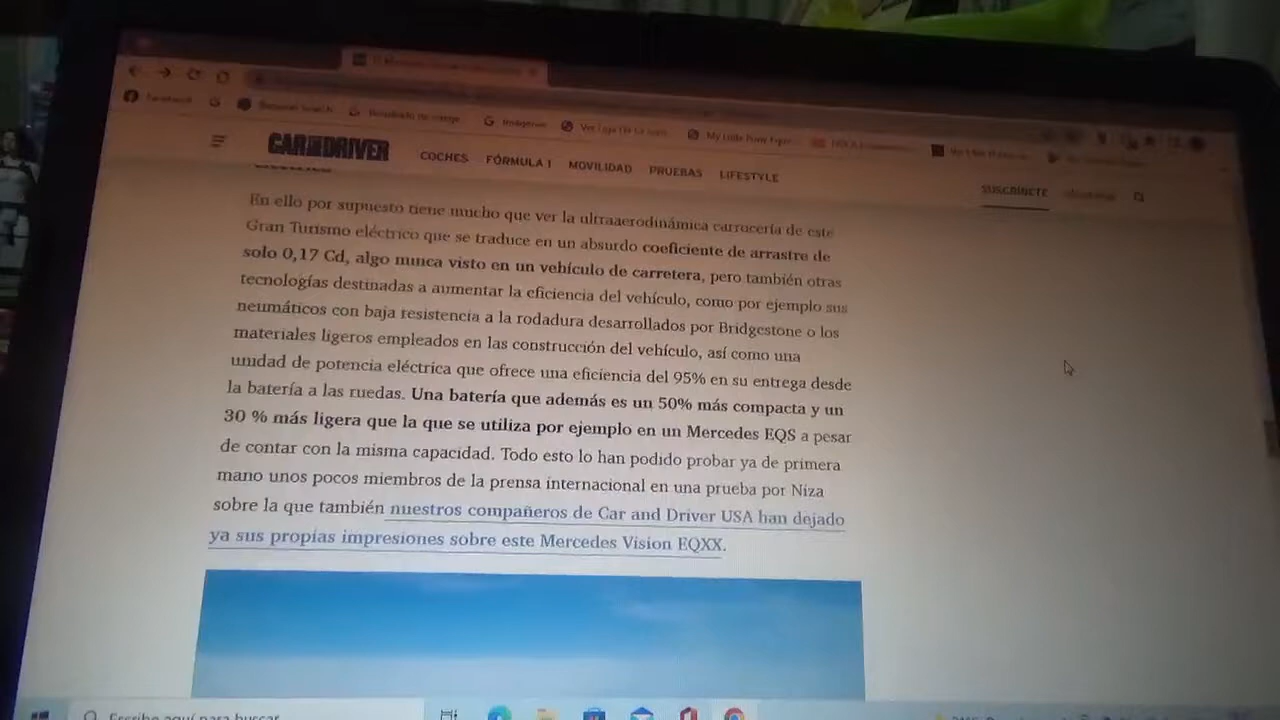 Facebook
Imágenes
CAR AND DRIVER
COCHES FÓRMULA 1 MOVILIDAD PRUEBAS LIFESTYLE
SUSCRÍBETE
En ello por supuesto tiene mucho que ver la ultraaerodinámica carrocería de este
Gran Turismo eléctrico que se traduce en un absurdo coeficiente de arrastre de
solo 0,17 Cd, algo nunca visto en un vehículo de carretera, pero también otras
tecnologías destinadas a aumentar la eficiencia del vehículo, como por ejemplo sus
neumáticos con baja resistencia a la rodadura desarrollados por Bridgestone o los
materiales ligeros empleados en las construcción del vehículo, así como una
unidad de potencia eléctrica que ofrece una eficiencia del 95% en su entrega desde
la batería a las ruedas. Una batería que además es un 50% más compacta y un
30 % más ligera que la que se utiliza por ejemplo en un Mercedes EQS a pesar
de contar con la misma capacidad. Todo esto lo han podido probar ya de primera
mano unos pocos miembros de la prensa internacional en una prueba por Niza
sobre la que también nuestros compañeros de Car and Driver USA han dejado
ya sus propias impresiones sobre este Mercedes Vision EQXX.
Escribe aquí para buscar